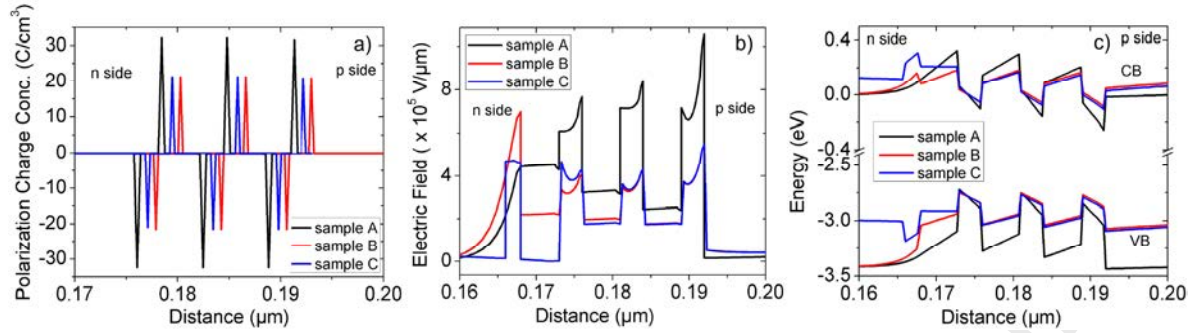 a)
n side
p side
30
20
10
0
-10
-20
-30
Polarization Charge Conc. (C/cm³)
sample A
sample B
sample C
0.17
0.18
0.19
0.20
Distance (µm)
b)
sample A
sample B
sample C
n side
p side
8
4
0
Electric Field ( x 10⁵ V/µm)
0.16
0.17
0.18
0.19
0.20
Distance (µm)
c)
n side
p side
CB
0.4
0.0
0.4
-2.5
-3.0
-3.5
Energy (eV)
sample A
sample B
sample C
VB
0.16
0.17
0.18
0.19
0.20
Distance (µm)